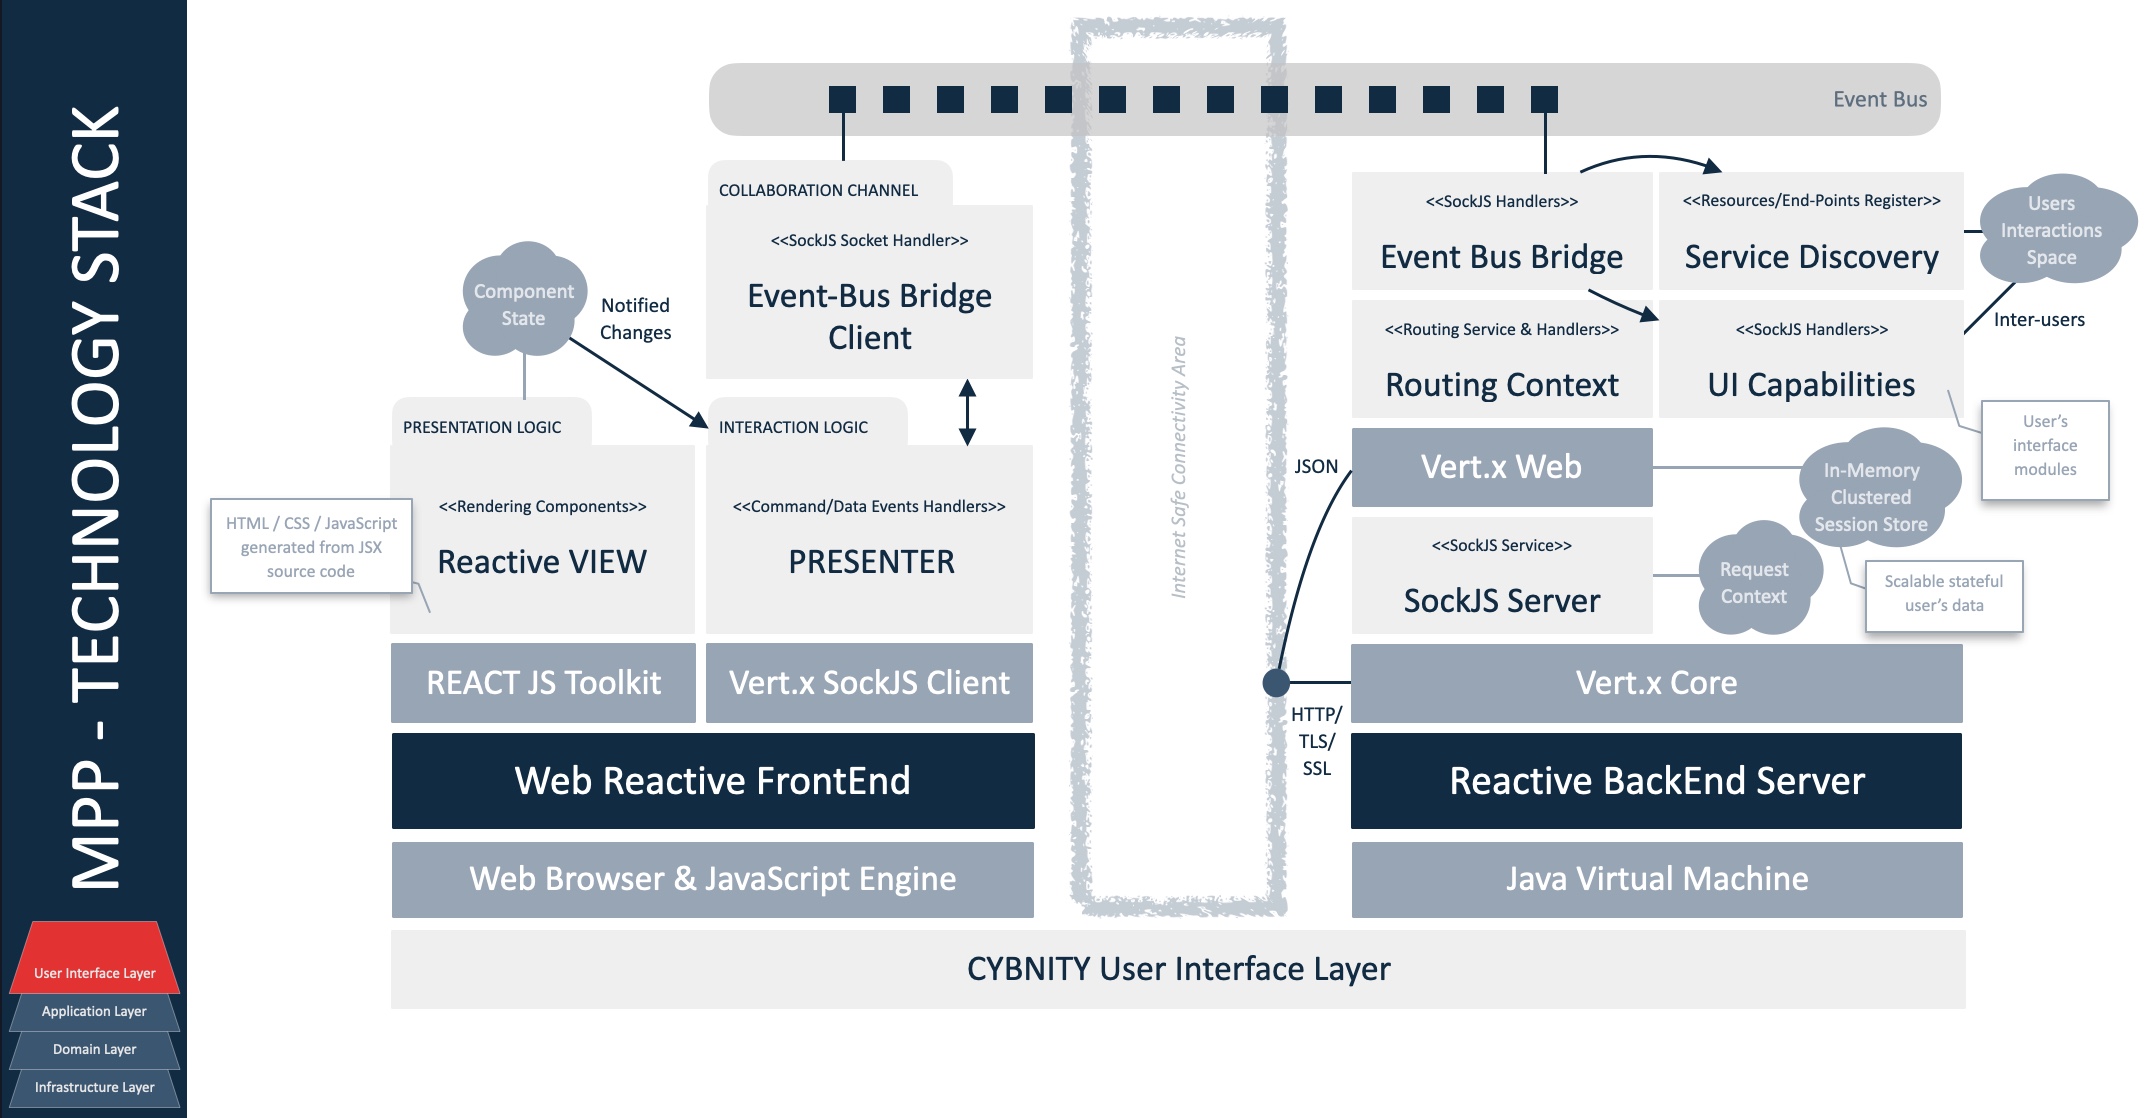 MPP - TECHNOLOGY STACK
User Interface Layer
Application Layer
Domain Layer
Infrastructure Layer
Event Bus
COLLABORATION CHANNEL
<<SockJS Socket Handler>>
Event-Bus Bridge
Client
Component
State
Notified
Changes
PRESENTATION LOGIC
<<Rendering Components>>
Reactive VIEW
HTML / CSS / JavaScript
generated from JSX
source code
INTERACTION LOGIC
<<Command/Data Events Handlers>>
PRESENTER
REACT JS Toolkit
Vert.x SockJS Client
Web Reactive FrontEnd
Web Browser & JavaScript Engine
Internet Safe Connectivity Area
<<SockJS Handlers>>
Event Bus Bridge
<<Resources/End-Points Register>>
Service Discovery
Users
Interactions
Space
Inter-users
<<Routing Service & Handlers>>
Routing Context
<<SockJS Handlers>>
UI Capabilities
User's
interface
modules
JSON
Vert.x Web
In-Memory
Clustered
Session Store
<<SockJS Service>>
SockJS Server
Request
Context
Scalable stateful
user's data
HTTP/
TLS/
SSL
Vert.x Core
Reactive BackEnd Server
Java Virtual Machine
CYBNITY User Interface Layer